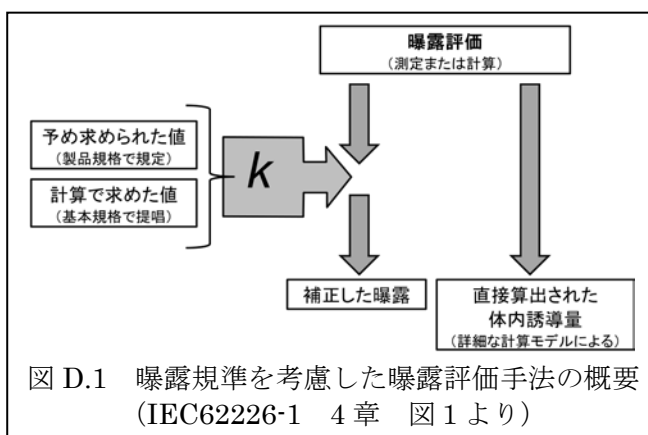 曝露評価
(測定または計算)
予め求められた値
(製品規格で規定)
計算で求めた値
(基本規格で提唱)
k
補正した曝露
直接算出された
体内誘導量
(詳細な計算モデルによる)
図 D.1 曝露規準を考慮した曝露評価手法の概要
(IEC62226-1 4 章 図 1 より)